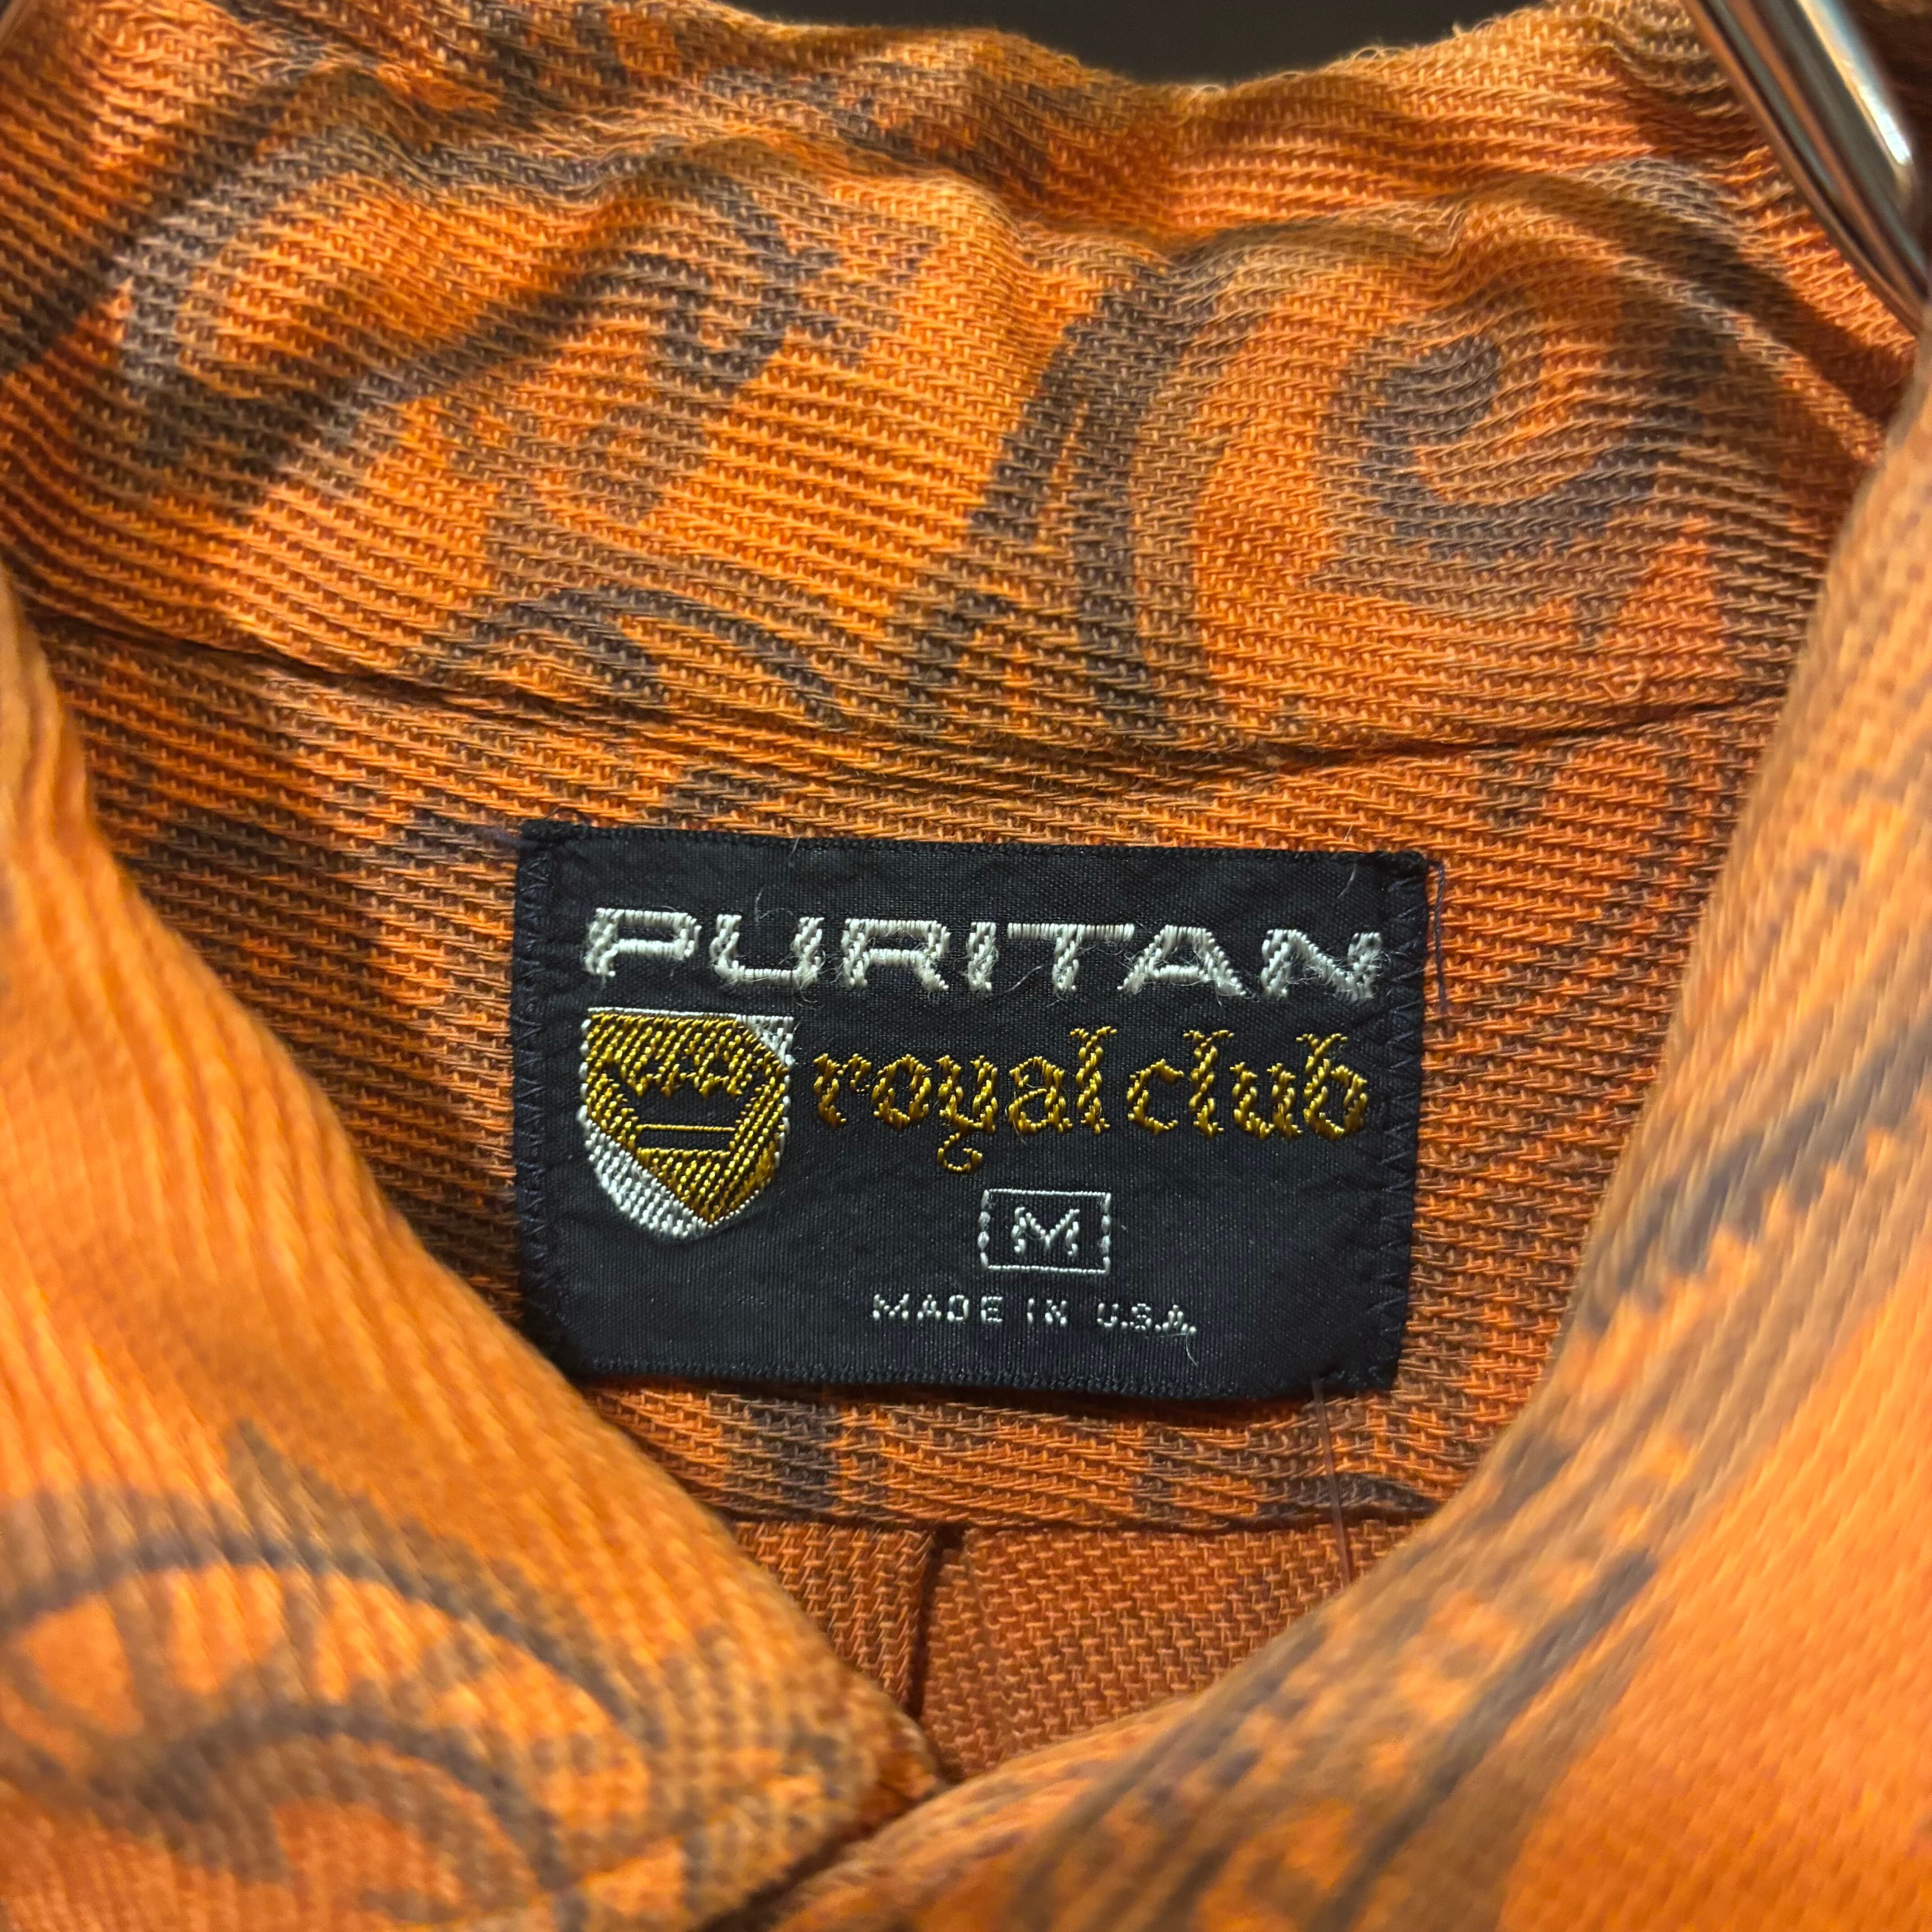 PURITAN
royal club
M
MADE IN U.S.A.